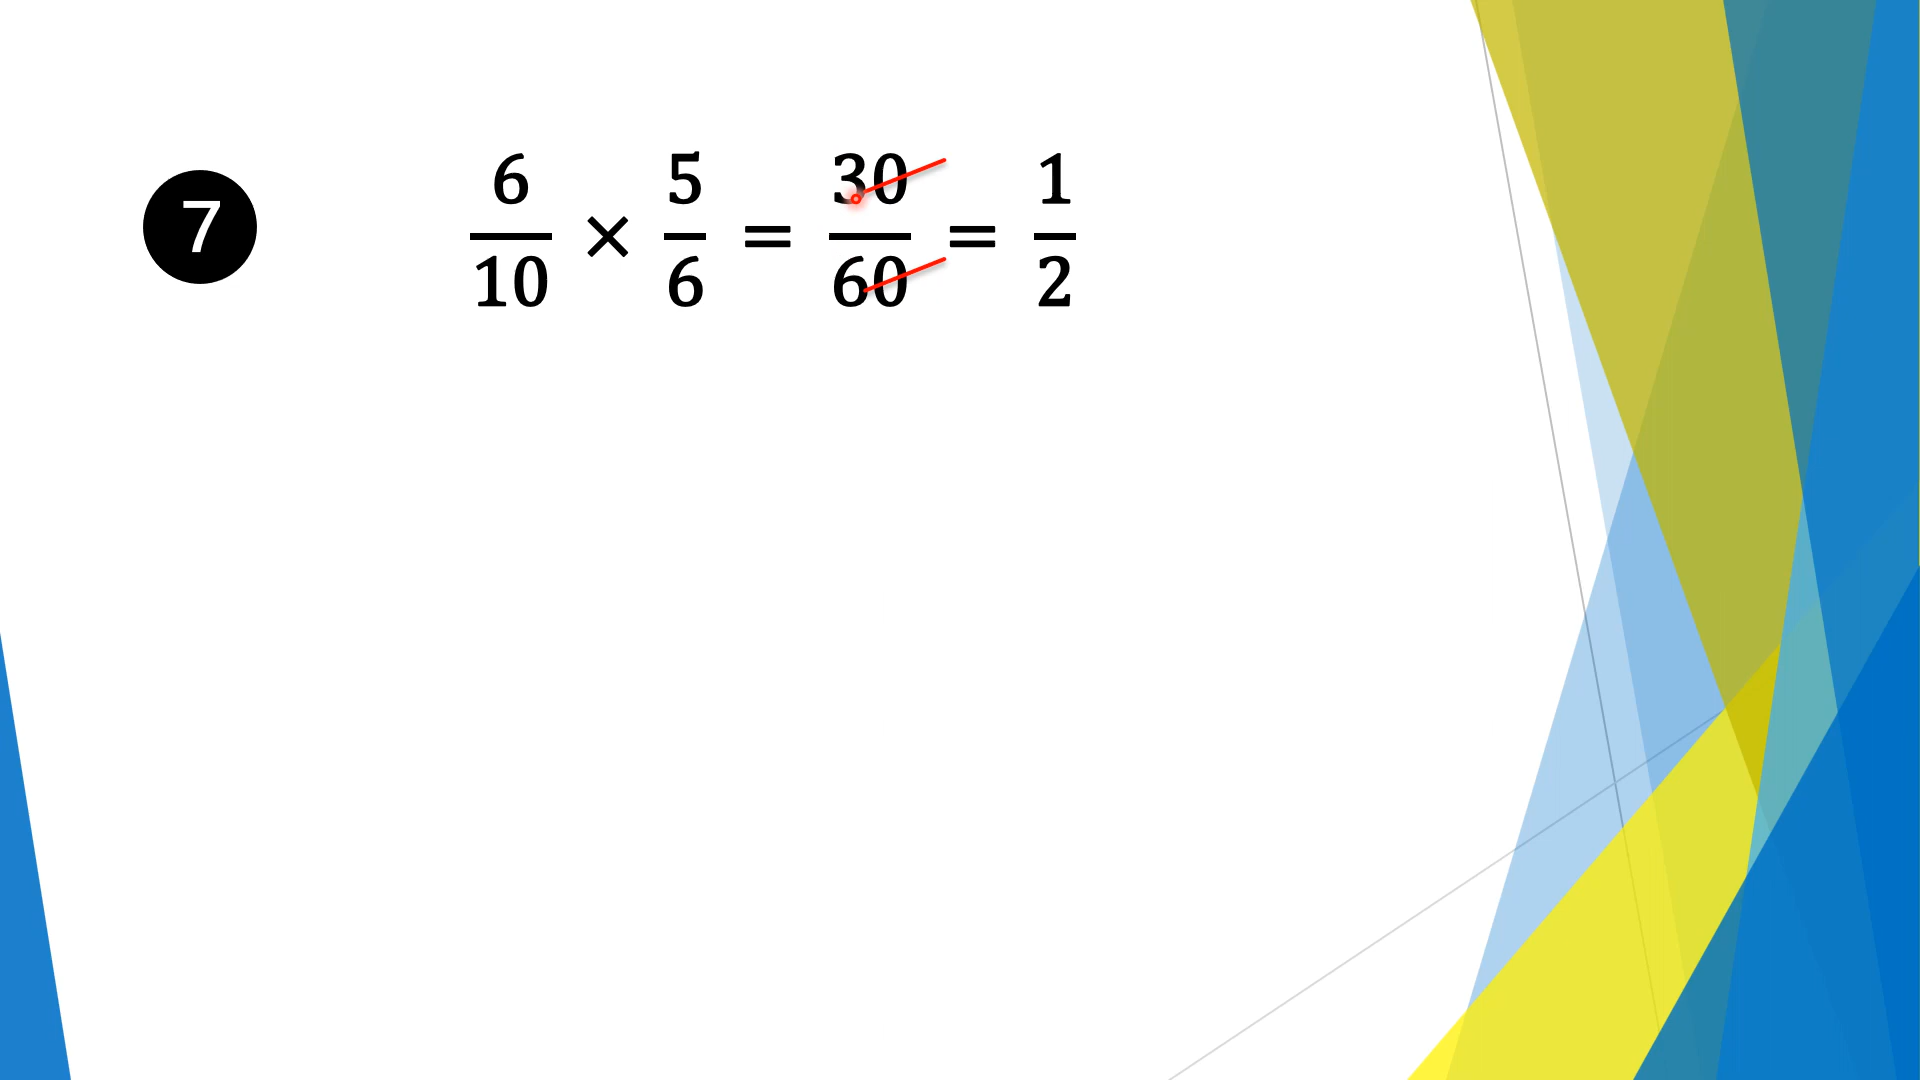 7
6/10 × 5/6 = 30/60 = 1/2